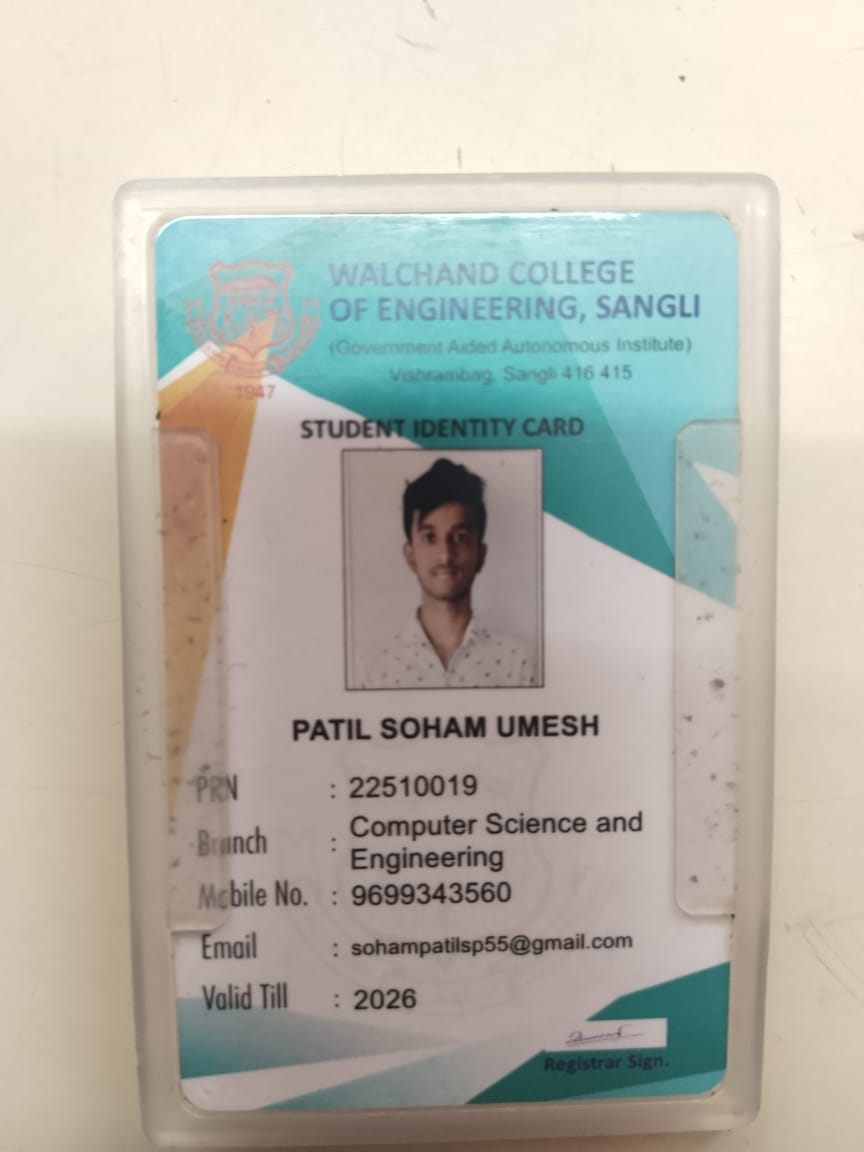 WALCHAND COLLEGE
OF ENGINEERING, SANGLI
(Government Aided Autonomous Institute)
Vishrambag, Sangli 416 415
1947
STUDENT IDENTITY CARD
PATIL SOHAM UMESH
PRN : 22510019
Branch : Computer Science and
Engineering
Mobile No. : 9699343560
Email : sohampatilsp55@gmail.com
Valid Till : 2026
Registrar Sign.